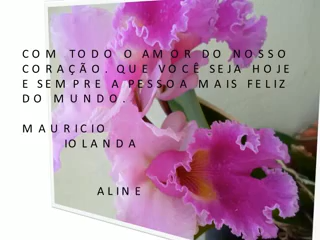 COM TODO O AMOR DO NOSSO
CORAÇÃO. QUE VOCÊ SEJA HOJE
E SEMPRE A PESSOA MAIS FELIZ
DO MUNDO.
MAURICIO
IOLANDA
ALINE